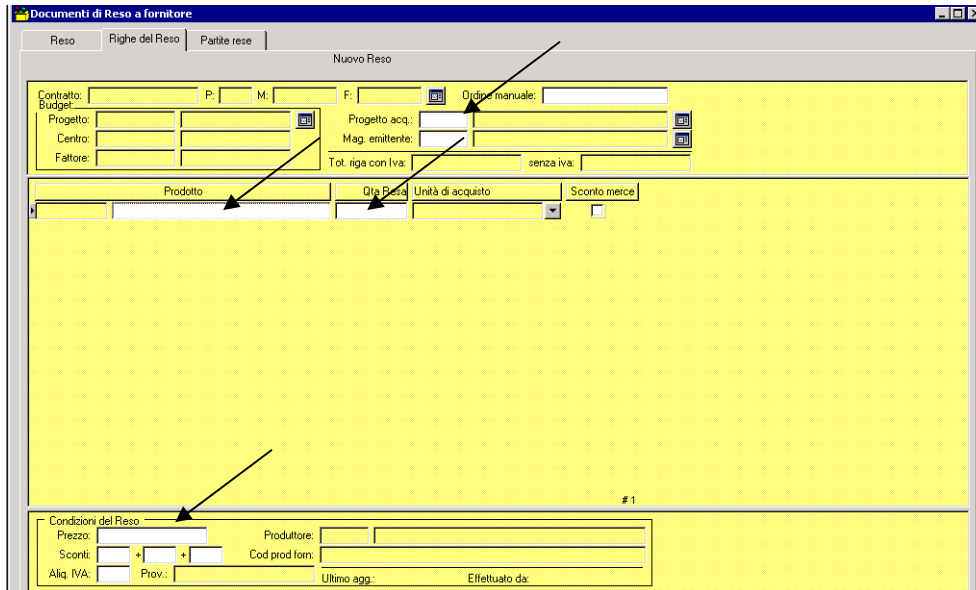 Documenti di Reso a fornitore
Reso Righe del Reso Partite rese
Nuovo Reso
Contratto: P: M: F: Ordine manuale:
Budget:
Progetto: Progetto acq.:
Centro: Mag. emittente:
Fattore: Tot. riga con Iva: senza iva:
Prodotto Qta Resa Unità di acquisto Sconto merce
# 1
Condizioni del Reso
Prezzo: Produttore:
Sconti: + + Cod prod forn:
Aliq. IVA: Prov.: Ultimo agg.: Effettuato da: